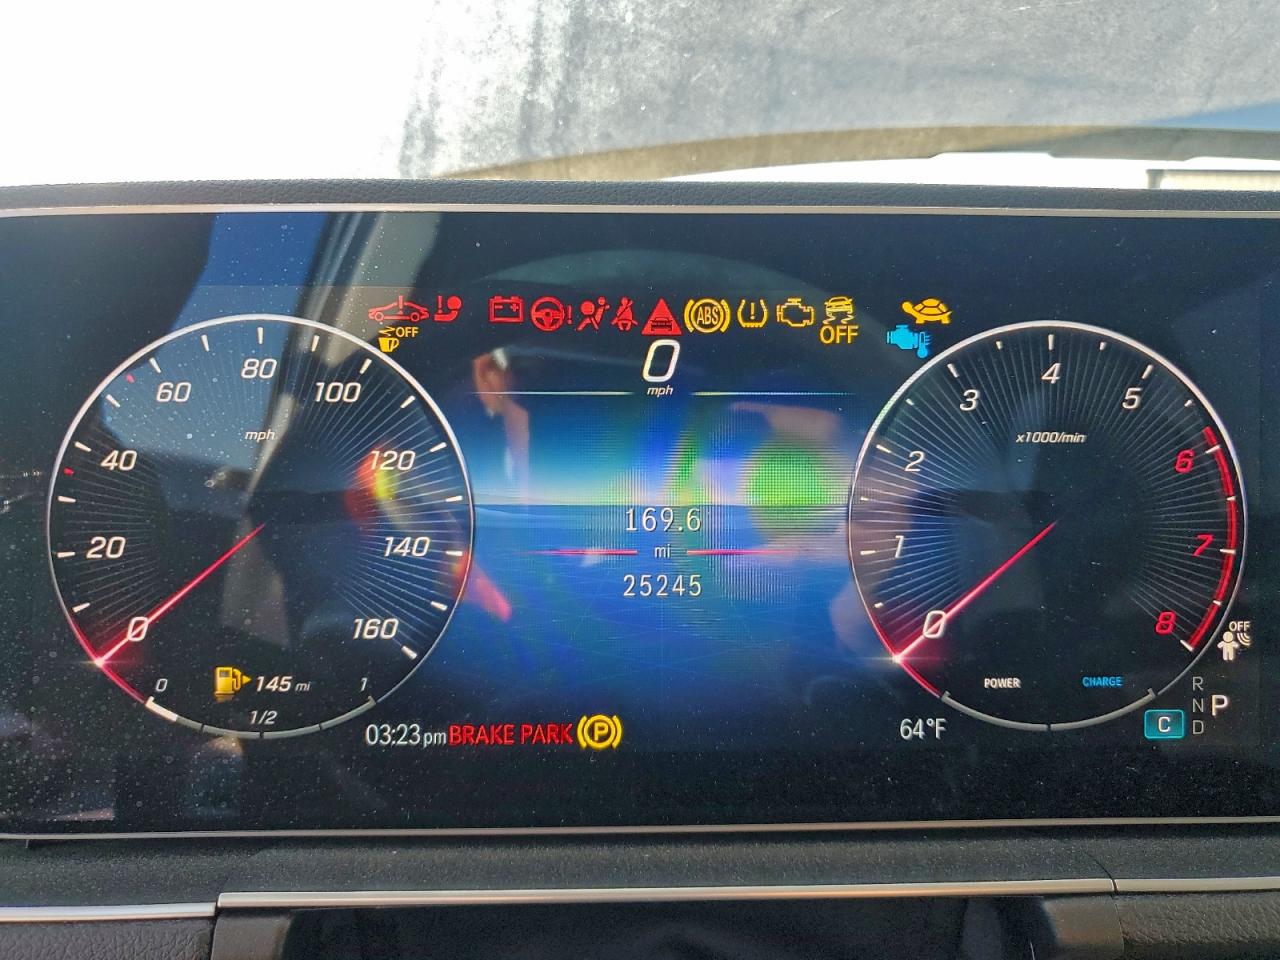 OFF
ABS
OFF
0
mph
0 20 40 60 80 100 120 140 160
mph
0 1/2 1
145 mi
169.6
mi
25245
0 1 2 3 4 5 6 7 8
x1000/min
POWER CHARGE
OFF
R
N P
C D
03:23pm BRAKE PARK P
64°F